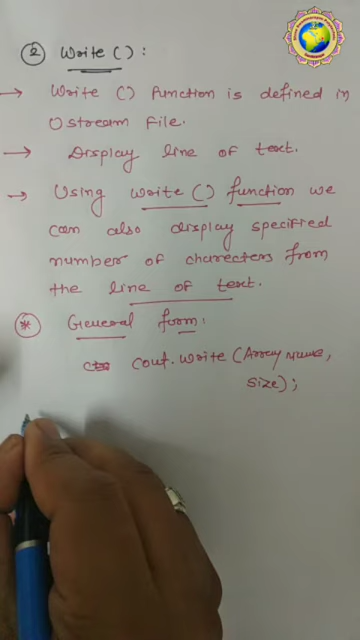 ② Write () :
→ Write () function is defined in
Ostream File.
→ Display line of text.
→ Using write () function we
can also display specified
number of charecters from
the line of text.
* General form:
cout.write (Array name,
size);